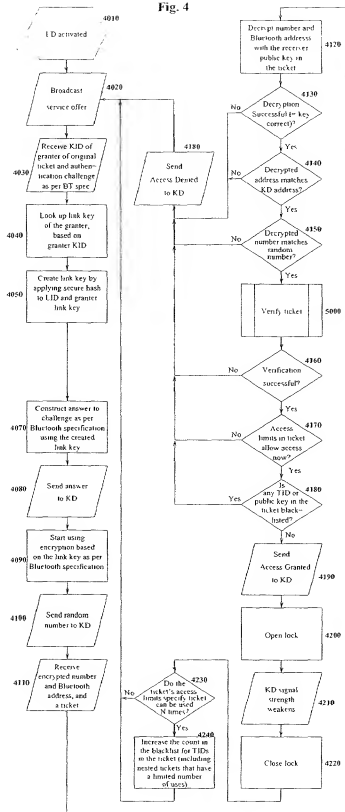 Fig. 4
4010
LD activated
4020
Broadcast
service offer
Receive KID of
granter of original
ticket and authen-
tication challenge
as per BT spec
4030
Look up link key
of the granter,
based on
granter KID
4040
Create link key by
applying secure hash
to LID and granter
link key
4050
Construct answer to
challenge as per
Bluetooth specification
using the created
link key
4070
Send answer
to KD
4080
Start using
encryption based
on the link key as per
Bluetooth specification
4090
Send random
number to KD
4100
Receive
encrypted number
and Bluetooth
address, and
a ticket
4110
Decrypt number and
Bluetooth address
with the receiver
public key in
the ticket
4120
4130
Decryption
Successful (= key
correct)?
No
Yes
4180
Send
Access Denied
to KD
4140
Decrypted
address matches
KD address?
No
Yes
4150
Decrypted
number matches
random
number?
No
Yes
Verify ticket
5000
4160
Verification
successful?
No
Yes
4170
Access
limits in ticket
allow access
now?
No
Yes
4180
Is
any TID or
public key in the
ticket black-
listed?
Yes
No
Send
Access Granted
to KD
4190
Open lock
4200
KD signal
strength
weakens
4210
Close lock
4220
4230
Do the
ticket's access
limits specify ticket
can be used
N times?
No
Yes
4240
Increase the count
in the blacklist for TIDs
in the ticket (including
nested tickets that have
a limited number
of uses)